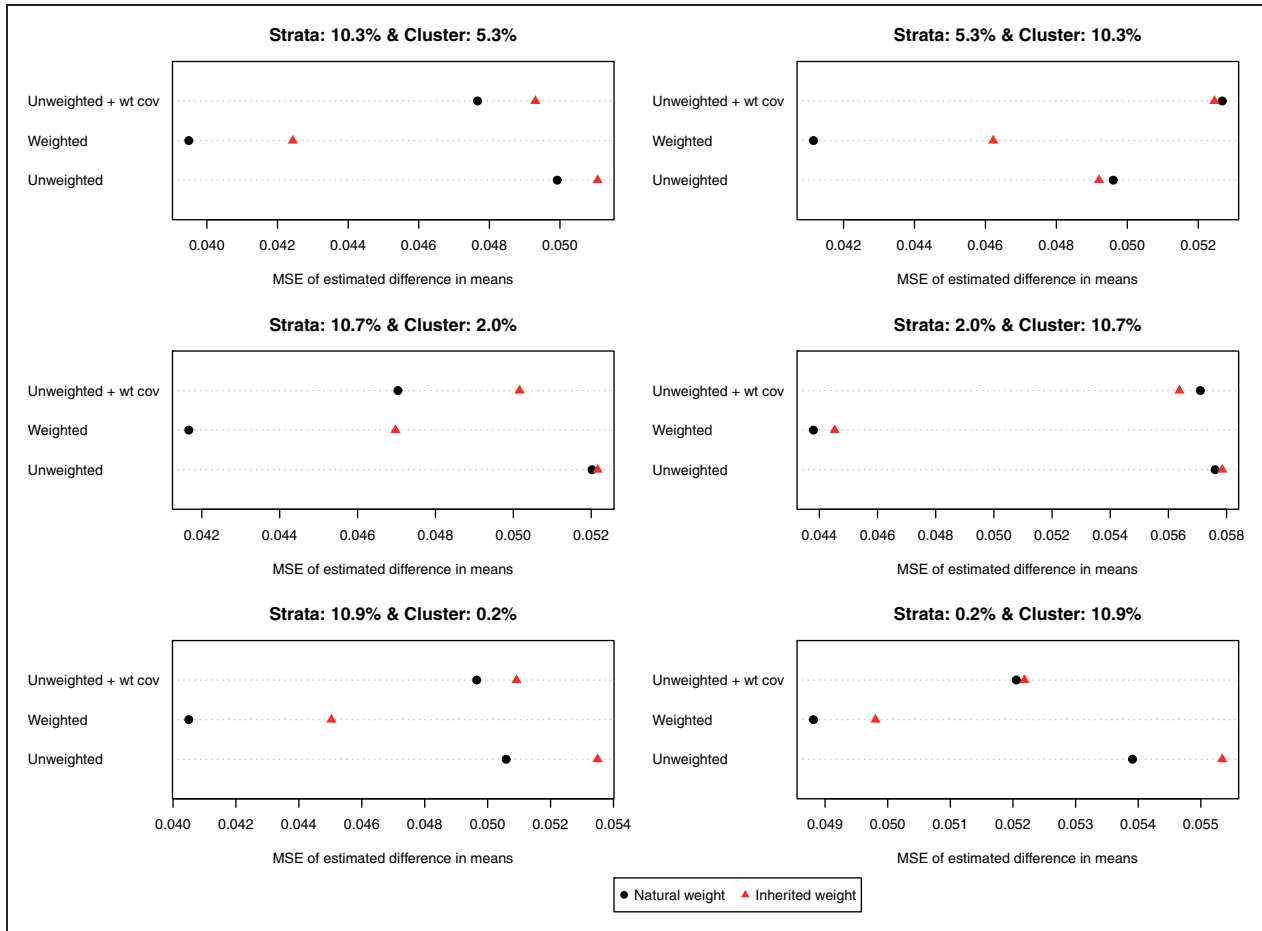 Strata: 10.3% & Cluster: 5.3%
Unweighted + wt cov
Weighted
Unweighted
0.040 0.042 0.044 0.046 0.048 0.050
MSE of estimated difference in means
Strata: 5.3% & Cluster: 10.3%
Unweighted + wt cov
Weighted
Unweighted
0.042 0.044 0.046 0.048 0.050 0.052
MSE of estimated difference in means
Strata: 10.7% & Cluster: 2.0%
Unweighted + wt cov
Weighted
Unweighted
0.042 0.044 0.046 0.048 0.050 0.052
MSE of estimated difference in means
Strata: 2.0% & Cluster: 10.7%
Unweighted + wt cov
Weighted
Unweighted
0.044 0.046 0.048 0.050 0.052 0.054 0.056 0.058
MSE of estimated difference in means
Strata: 10.9% & Cluster: 0.2%
Unweighted + wt cov
Weighted
Unweighted
0.040 0.042 0.044 0.046 0.048 0.050 0.052 0.054
MSE of estimated difference in means
Strata: 0.2% & Cluster: 10.9%
Unweighted + wt cov
Weighted
Unweighted
0.049 0.050 0.051 0.052 0.053 0.054 0.055
MSE of estimated difference in means
Natural weight Inherited weight